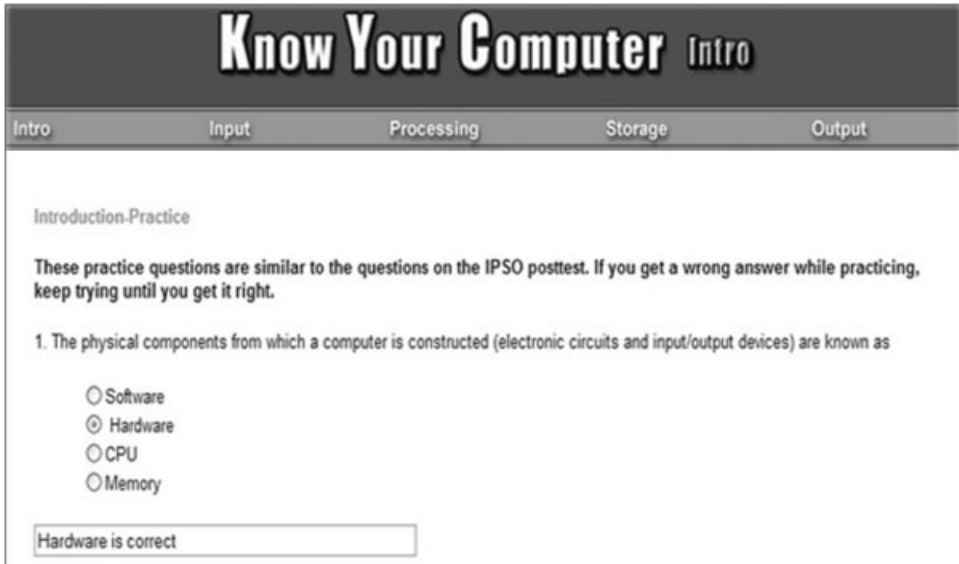 Know Your Computer Intro
Intro Input Processing Storage Output
Introduction-Practice
These practice questions are similar to the questions on the IPSO posttest. If you get a wrong answer while practicing,
keep trying until you get it right.
1. The physical components from which a computer is constructed (electronic circuits and input/output devices) are known as
Software
Hardware
CPU
Memory
Hardware is correct